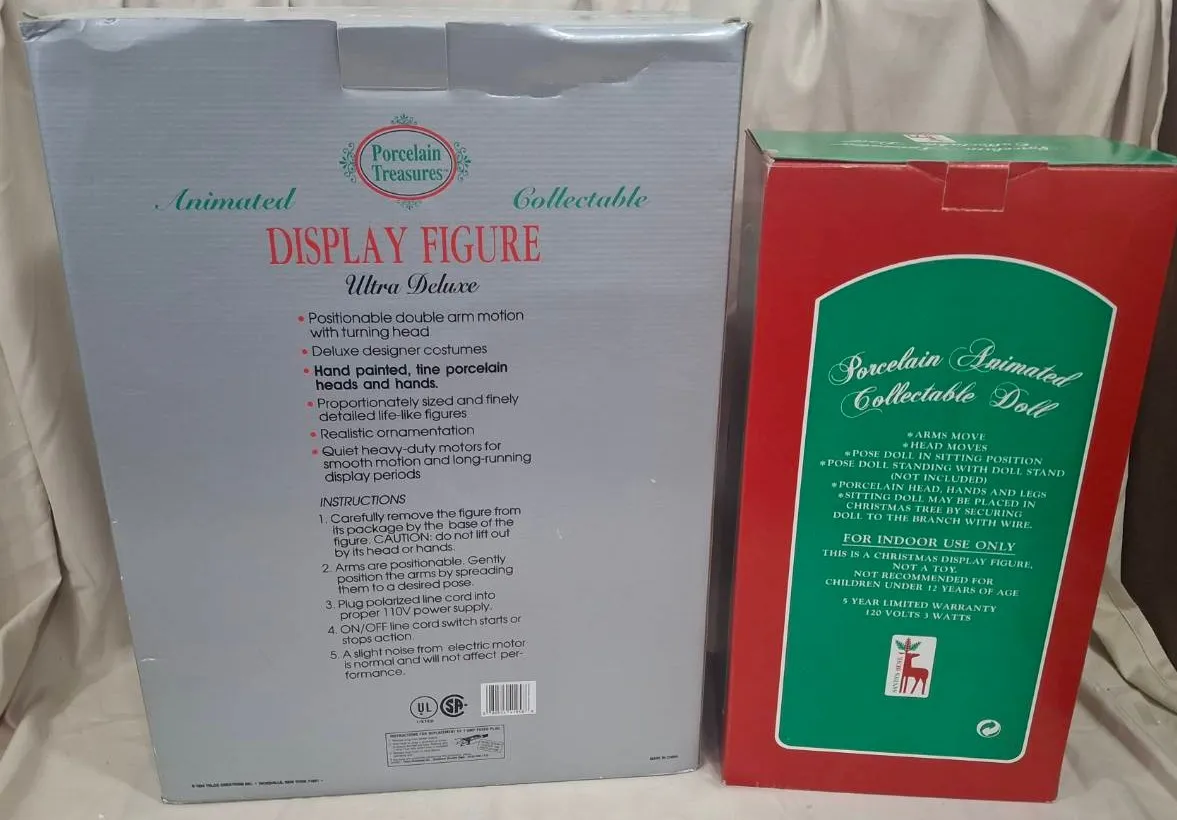 Porcelain
Treasures
Animated
Collectable
DISPLAY FIGURE
Ultra Deluxe
• Positionable double arm motion
with turning head
• Deluxe designer costumes
• Hand painted, fine porcelain
heads and hands.
• Proportionately sized and finely
detailed life-like figures
• Realistic ornamentation
• Quiet heavy-duty motors for
smooth motion and long-running
display periods
INSTRUCTIONS
1. Carefully remove the figure from
its package by the base of the
figure. CAUTION: do not lift out
by its head or hands.
2. Arms are positionable. Gently
position the arms by spreading
them to a desired pose.
3. Plug polarized line cord into
proper 110V power supply.
4. ON/OFF line cord switch starts or
stops action.
5. A slight noise from electric motor
is normal and will not affect per-
formance.
UL
SA
MADE IN CHINA
Porcelain Animated
Collectable Doll
*ARMS MOVE
*HEAD MOVES
*POSE DOLL IN SITTING POSITION
*POSE DOLL STANDING WITH DOLL STAND
(NOT INCLUDED)
*PORCELAIN HEAD, HANDS AND LEGS
*SITTING DOLL MAY BE PLACED IN
CHRISTMAS TREE BY SECURING
DOLL TO THE BRANCH WITH WIRE.
FOR INDOOR USE ONLY
THIS IS A CHRISTMAS DISPLAY FIGURE,
NOT A TOY.
NOT RECOMMENDED FOR
CHILDREN UNDER 12 YEARS OF AGE
5 YEAR LIMITED WARRANTY
120 VOLTS 3 WATTS
SANTA'S BEST